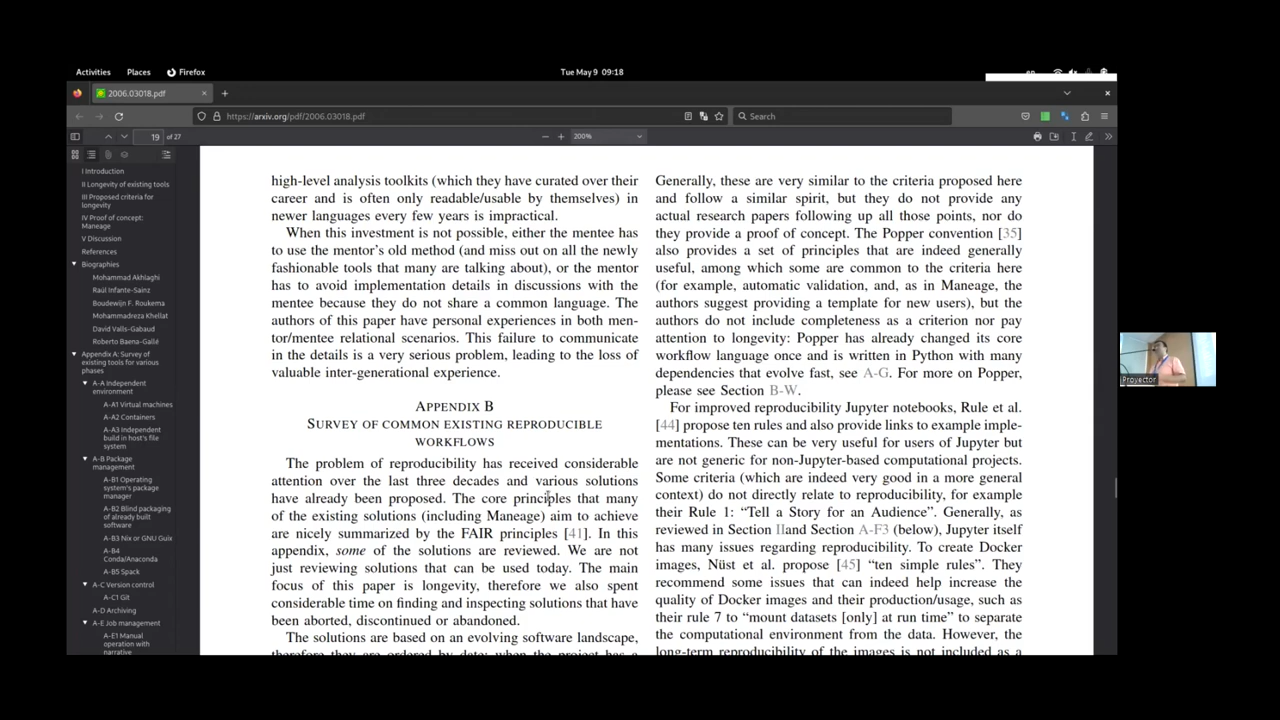 Activities Places Firefox Tue May 9 09:18 en
2006.03018.pdf
https://arxiv.org/pdf/2006.03018.pdf
Search
19 of 27
200%
I Introduction
II Longevity of existing tools
III Proposed criteria for
longevity
IV Proof of concept:
Maneage
V Discussion
References
Biographies
Mohammad Akhlaghi
Raúl Infante-Sainz
Boudewijn F. Roukema
Mohammadreza Khellat
David Valls-Gabaud
Roberto Baena-Gallé
Appendix A: Survey of
existing tools for various
phases
A-A Independent
environment
A-A1 Virtual machines
A-A2 Containers
A-A3 Independent
build in host's file
system
A-B Package
management
A-B1 Operating
system's package
manager
A-B2 Blind packaging
of already built
software
A-B3 Nix or GNU Guix
A-B4
Conda/Anaconda
A-B5 Spack
A-C Version control
A-C1 Git
A-D Archiving
A-E Job management
A-E1 Manual
operation with
narrative
high-level analysis toolkits (which they have curated over their
career and is often only readable/usable by themselves) in
newer languages every few years is impractical.
When this investment is not possible, either the mentee has
to use the mentor's old method (and miss out on all the newly
fashionable tools that many are talking about), or the mentor
has to avoid implementation details in discussions with the
mentee because they do not share a common language. The
authors of this paper have personal experiences in both men-
tor/mentee relational scenarios. This failure to communicate
in the details is a very serious problem, leading to the loss of
valuable inter-generational experience.
APPENDIX B
SURVEY OF COMMON EXISTING REPRODUCIBLE
WORKFLOWS
The problem of reproducibility has received considerable
attention over the last three decades and various solutions
have already been proposed. The core principles that many
of the existing solutions (including Maneage) aim to achieve
are nicely summarized by the FAIR principles [41]. In this
appendix, some of the solutions are reviewed. We are not
just reviewing solutions that can be used today. The main
focus of this paper is longevity, therefore we also spent
considerable time on finding and inspecting solutions that have
been aborted, discontinued or abandoned.
The solutions are based on an evolving software landscape,
therefore they are ordered by date: when the project has a
Generally, these are very similar to the criteria proposed here
and follow a similar spirit, but they do not provide any
actual research papers following up all those points, nor do
they provide a proof of concept. The Popper convention [35]
also provides a set of principles that are indeed generally
useful, among which some are common to the criteria here
(for example, automatic validation, and, as in Maneage, the
authors suggest providing a template for new users), but the
authors do not include completeness as a criterion nor pay
attention to longevity: Popper has already changed its core
workflow language once and is written in Python with many
dependencies that evolve fast, see A-G. For more on Popper,
please see Section B-W.
For improved reproducibility Jupyter notebooks, Rule et al.
[44] propose ten rules and also provide links to example imple-
mentations. These can be very useful for users of Jupyter but
are not generic for non-Jupyter-based computational projects.
Some criteria (which are indeed very good in a more general
context) do not directly relate to reproducibility, for example
their Rule 1: “Tell a Story for an Audience”. Generally, as
reviewed in Section IIand Section A-F3 (below), Jupyter itself
has many issues regarding reproducibility. To create Docker
images, Nüst et al. propose [45] “ten simple rules”. They
recommend some issues that can indeed help increase the
quality of Docker images and their production/usage, such as
their rule 7 to “mount datasets [only] at run time” to separate
the computational environment from the data. However, the
long-term reproducibility of the images is not included as a
Proyector